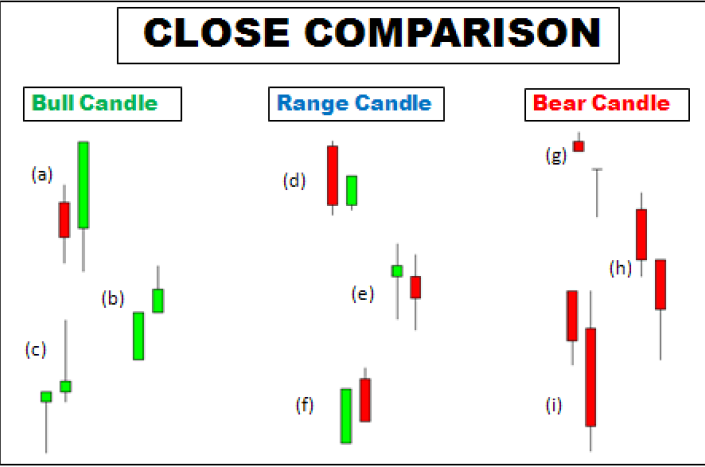 CLOSE COMPARISON
Bull Candle
Range Candle
Bear Candle
(a)
(b)
(c)
(d)
(e)
(f)
(g)
(h)
(i)